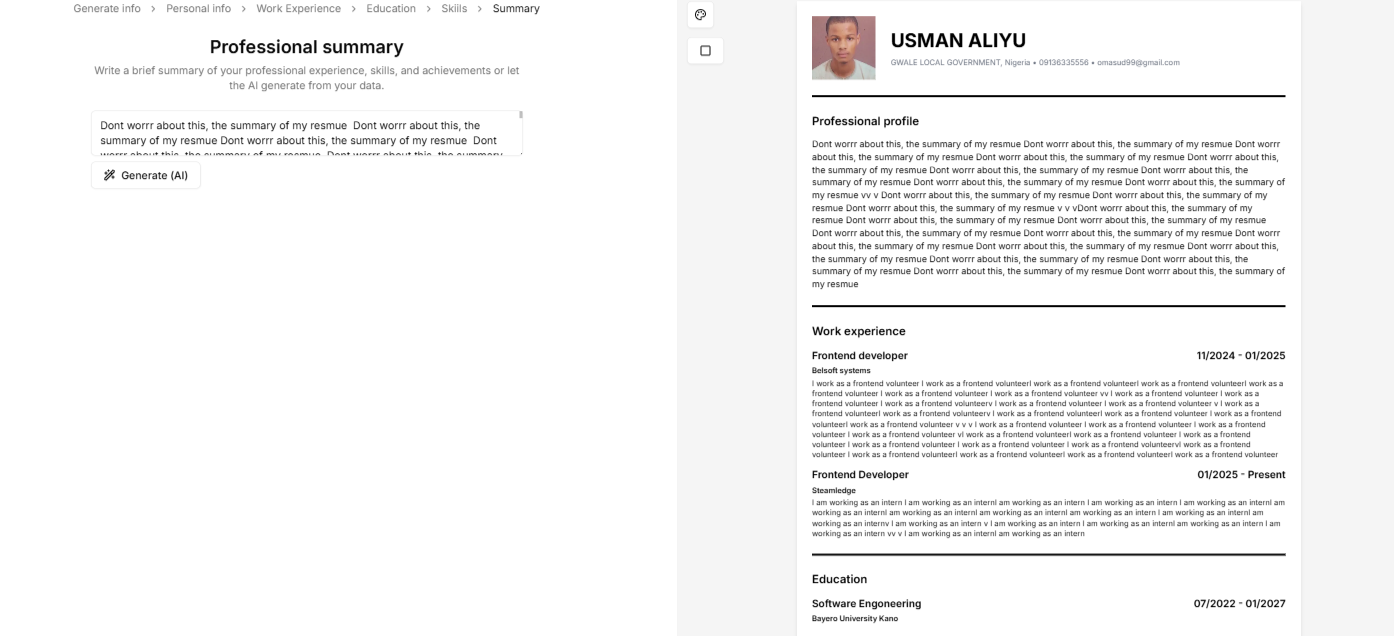 Generate info > Personal info > Work Experience > Education > Skills > Summary
Professional summary
Write a brief summary of your professional experience, skills, and achievements or let
the AI generate from your data.
Dont worrr about this, the summary of my resmue  Dont worrr about this, the
summary of my resmue Dont worrr about this, the summary of my resmue  Dont
worrr about this, the summary of my resmue  Dont worrr about this, the summary
Generate (AI)
USMAN ALIYU
GWALE LOCAL GOVERNMENT, Nigeria • 09136335556 • omasud99@gmail.com
Professional profile
Dont worrr about this, the summary of my resmue Dont worrr about this, the summary of my resmue Dont worrr
about this, the summary of my resmue Dont worrr about this, the summary of my resmue Dont worrr about this,
the summary of my resmue Dont worrr about this, the summary of my resmue Dont worrr about this, the
summary of my resmue Dont worrr about this, the summary of my resmue Dont worrr about this, the summary of
my resmue vv v Dont worrr about this, the summary of my resmue Dont worrr about this, the summary of my
resmue Dont worrr about this, the summary of my resmue v v vDont worrr about this, the summary of my
resmue Dont worrr about this, the summary of my resmue Dont worrr about this, the summary of my resmue
Dont worrr about this, the summary of my resmue Dont worrr about this, the summary of my resmue Dont worrr
about this, the summary of my resmue Dont worrr about this, the summary of my resmue Dont worrr about this,
the summary of my resmue Dont worrr about this, the summary of my resmue Dont worrr about this, the
summary of my resmue Dont worrr about this, the summary of my resmue Dont worrr about this, the summary of
my resmue
Work experience
Frontend developer 11/2024 - 01/2025
Belsoft systems
I work as a frontend volunteer I work as a frontend volunteerI work as a frontend volunteerI work as a frontend volunteerI work as a
frontend volunteer I work as a frontend volunteer I work as a frontend volunteer vv I work as a frontend volunteer I work as a
frontend volunteer I work as a frontend volunteerv I work as a frontend volunteer I work as a frontend volunteer v I work as a
frontend volunteerI work as a frontend volunteerv I work as a frontend volunteerI work as a frontend volunteer I work as a frontend
volunteerI work as a frontend volunteer v v v I work as a frontend volunteer I work as a frontend volunteer I work as a frontend
volunteer I work as a frontend volunteer vI work as a frontend volunteerI work as a frontend volunteer I work as a frontend
volunteer I work as a frontend volunteer I work as a frontend volunteer I work as a frontend volunteervI work as a frontend
volunteer I work as a frontend volunteerI work as a frontend volunteerI work as a frontend volunteerI work as a frontend volunteer
Frontend Developer 01/2025 - Present
Steamledge
I am working as an intern I am working as an internI am working as an intern I am working as an intern I am working as an internI am
working as an internI am working as an internI am working as an internI am working as an intern I am working as an internI am
working as an internv I am working as an intern v I am working as an intern I am working as an internI am working as an intern I am
working as an intern vv v I am working as an internI am working as an intern
Education
Software Engoneering 07/2022 - 01/2027
Bayero University Kano